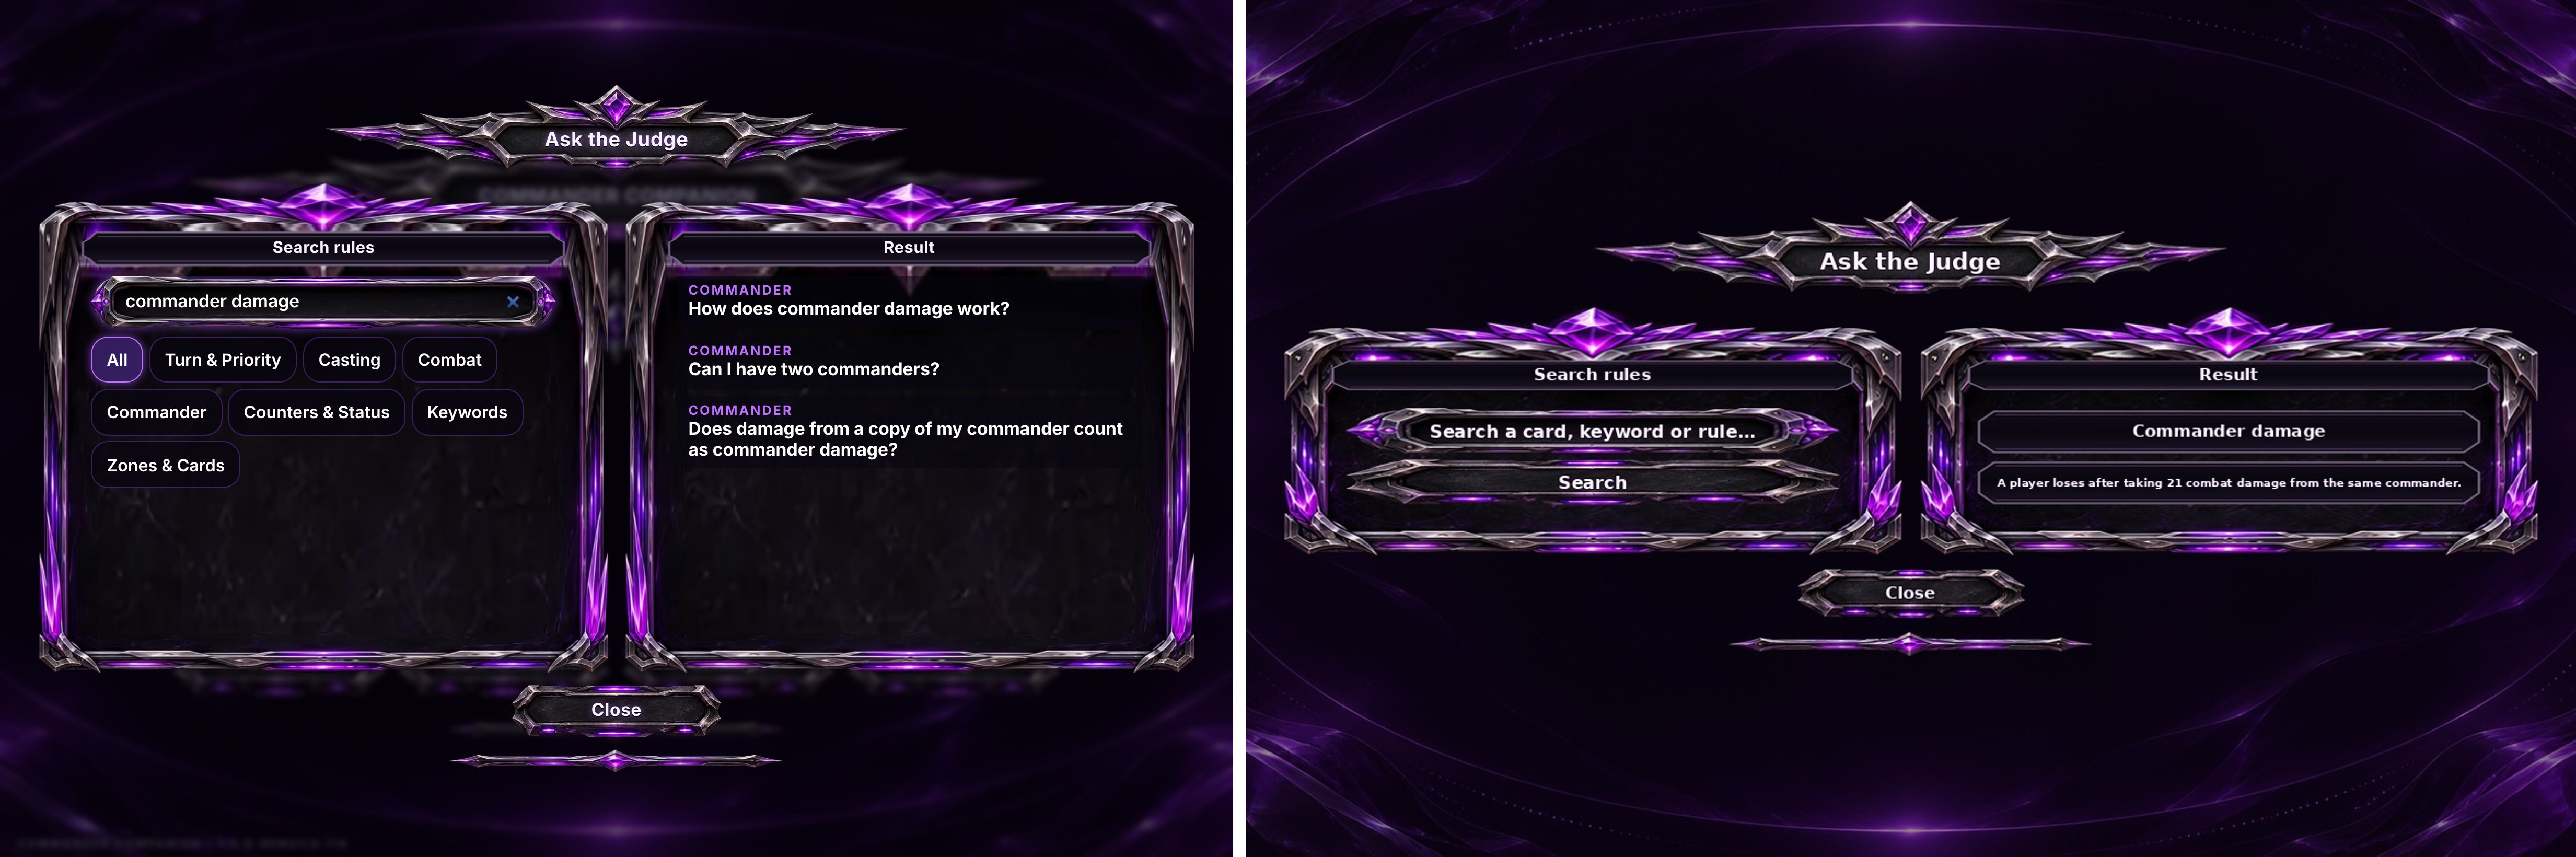 Ask the Judge
COMMANDER COMPANION
Search rules
commander damage
All
Turn & Priority
Casting
Combat
Commander
Counters & Status
Keywords
Zones & Cards
Result
COMMANDER
How does commander damage work?
COMMANDER
Can I have two commanders?
COMMANDER
Does damage from a copy of my commander count
as commander damage?
Close
Ask the Judge
Search rules
Search a card, keyword or rule...
Search
Result
Commander damage
A player loses after taking 21 combat damage from the same commander.
Close